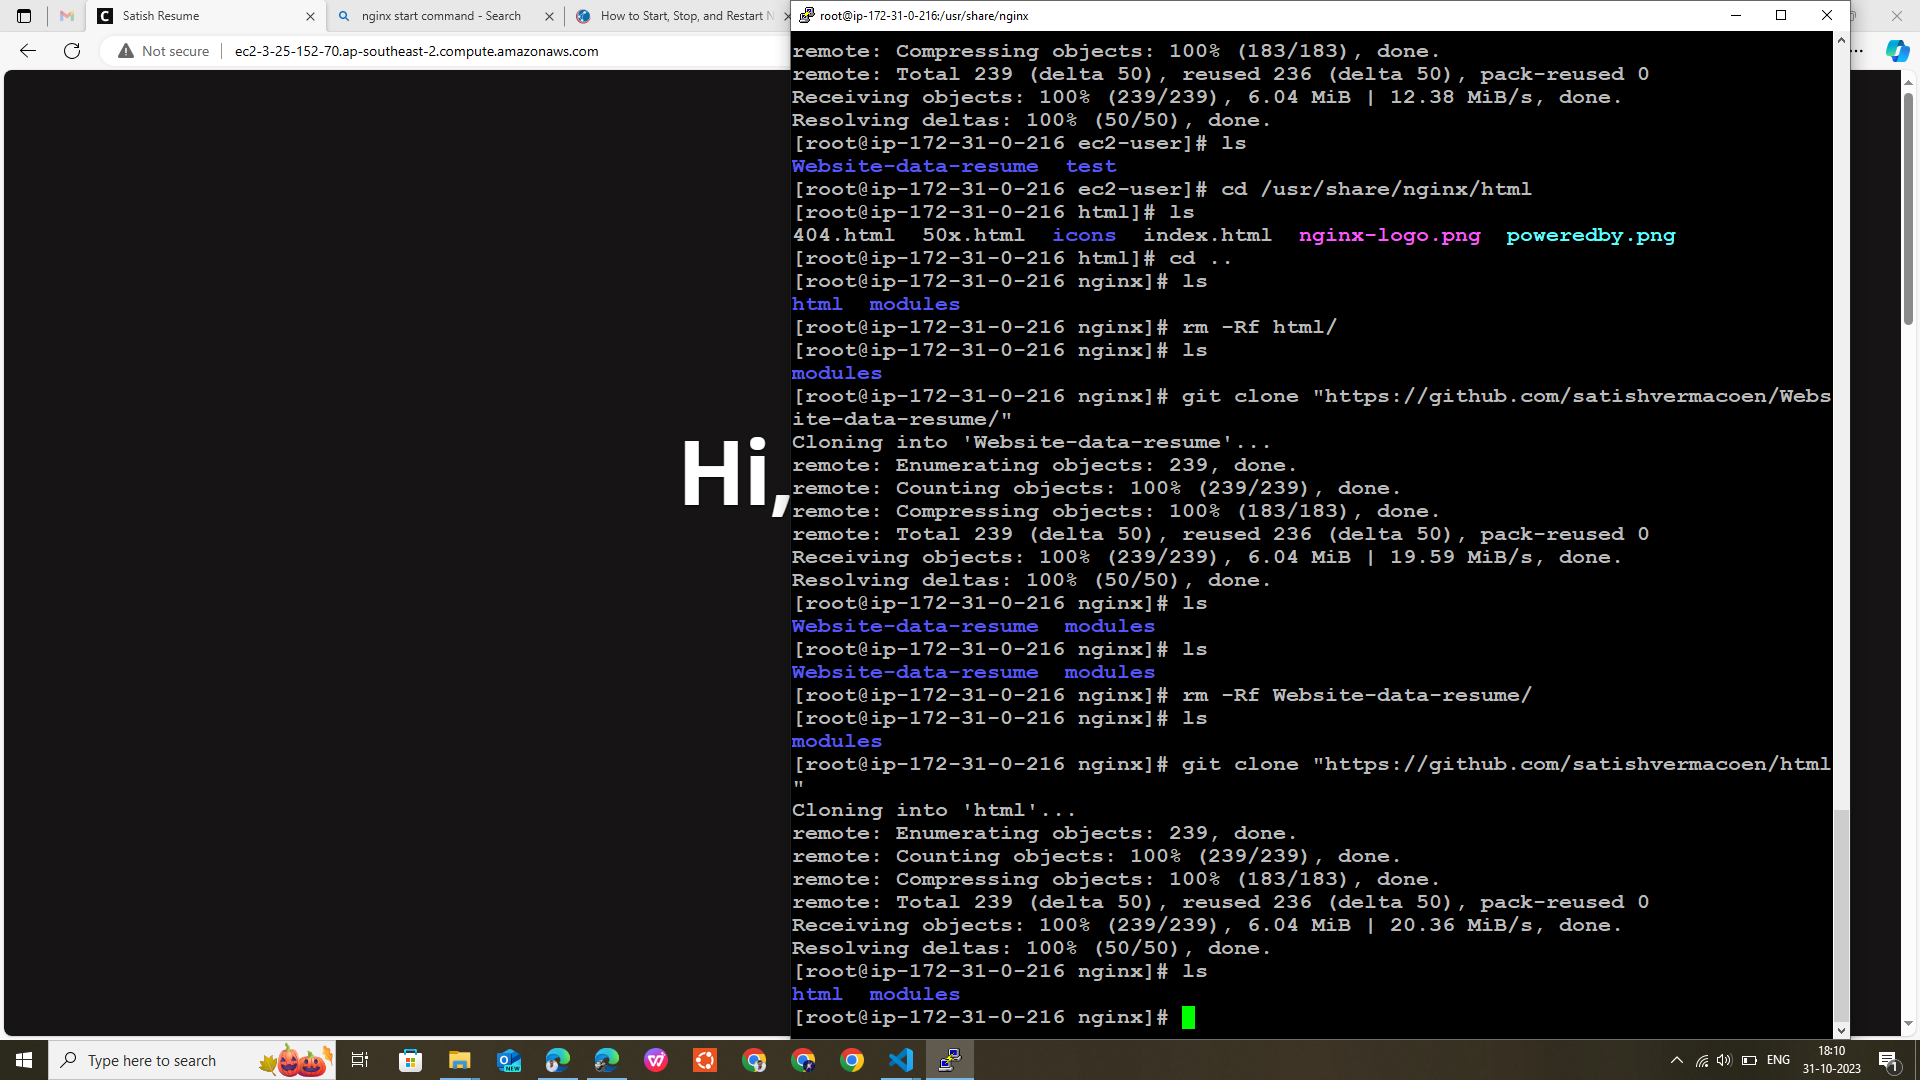 Satish Resume
nginx start command - Search
How to Start, Stop, and Restart N
Not secure
ec2-3-25-152-70.ap-southeast-2.compute.amazonaws.com
Hi,
root@ip-172-31-0-216:/usr/share/nginx
remote: Compressing objects: 100% (183/183), done.
remote: Total 239 (delta 50), reused 236 (delta 50), pack-reused 0
Receiving objects: 100% (239/239), 6.04 MiB | 12.38 MiB/s, done.
Resolving deltas: 100% (50/50), done.
[root@ip-172-31-0-216 ec2-user]# ls
Website-data-resume  test
[root@ip-172-31-0-216 ec2-user]# cd /usr/share/nginx/html
[root@ip-172-31-0-216 html]# ls
404.html  50x.html  icons  index.html  nginx-logo.png  poweredby.png
[root@ip-172-31-0-216 html]# cd ..
[root@ip-172-31-0-216 nginx]# ls
html  modules
[root@ip-172-31-0-216 nginx]# rm -Rf html/
[root@ip-172-31-0-216 nginx]# ls
modules
[root@ip-172-31-0-216 nginx]# git clone "https://github.com/satishvermacoen/Webs
ite-data-resume/"
Cloning into 'Website-data-resume'...
remote: Enumerating objects: 239, done.
remote: Counting objects: 100% (239/239), done.
remote: Compressing objects: 100% (183/183), done.
remote: Total 239 (delta 50), reused 236 (delta 50), pack-reused 0
Receiving objects: 100% (239/239), 6.04 MiB | 19.59 MiB/s, done.
Resolving deltas: 100% (50/50), done.
[root@ip-172-31-0-216 nginx]# ls
Website-data-resume  modules
[root@ip-172-31-0-216 nginx]# ls
Website-data-resume  modules
[root@ip-172-31-0-216 nginx]# rm -Rf Website-data-resume/
[root@ip-172-31-0-216 nginx]# ls
modules
[root@ip-172-31-0-216 nginx]# git clone "https://github.com/satishvermacoen/html
"
Cloning into 'html'...
remote: Enumerating objects: 239, done.
remote: Counting objects: 100% (239/239), done.
remote: Compressing objects: 100% (183/183), done.
remote: Total 239 (delta 50), reused 236 (delta 50), pack-reused 0
Receiving objects: 100% (239/239), 6.04 MiB | 20.36 MiB/s, done.
Resolving deltas: 100% (50/50), done.
[root@ip-172-31-0-216 nginx]# ls
html  modules
[root@ip-172-31-0-216 nginx]#
Type here to search
ENG
18:10
31-10-2023
1